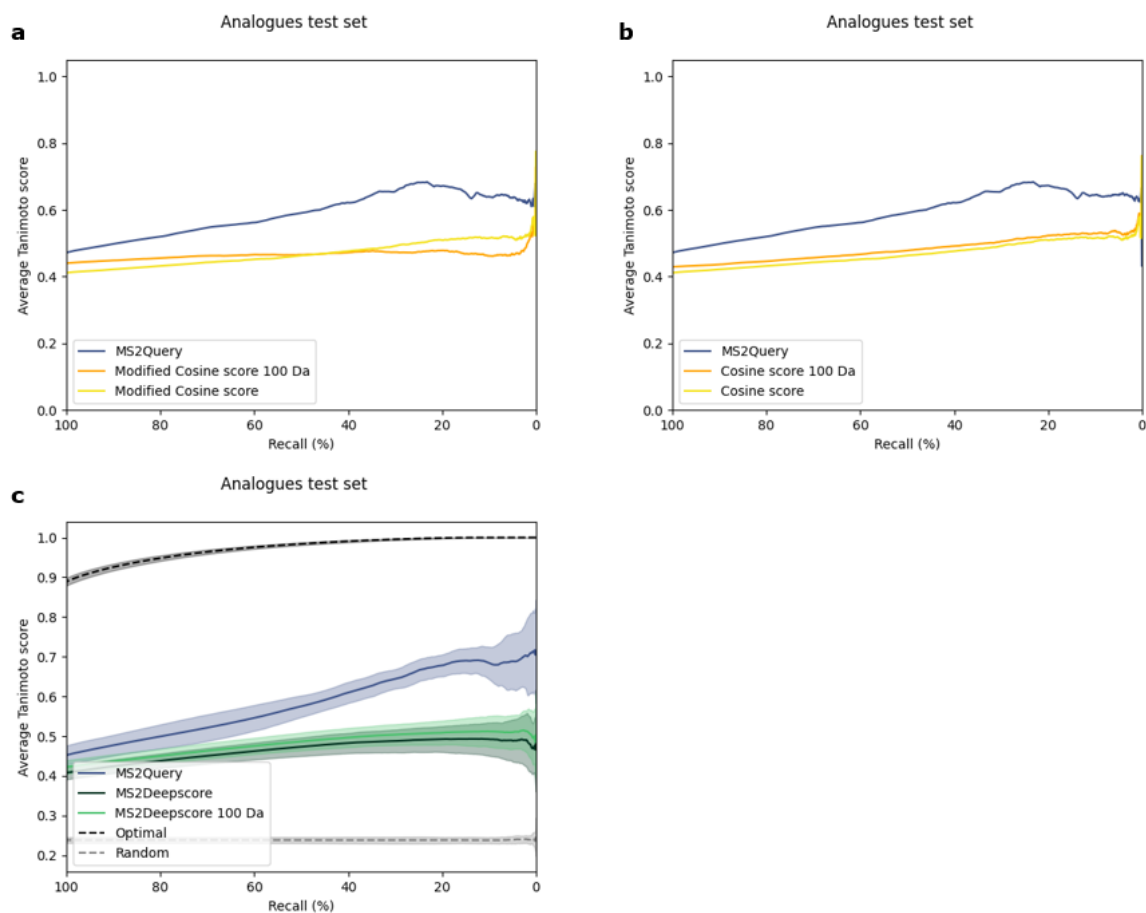 Analogues test set
a
1.0
0.8
0.6
0.4
0.2
0.0
Average Tanimoto score
MS2Query
Modified Cosine score 100 Da
Modified Cosine score
100 80 60 40 20 0
Recall (%)
Analogues test set
b
1.0
0.8
0.6
0.4
0.2
0.0
Average Tanimoto score
MS2Query
Cosine score 100 Da
Cosine score
100 80 60 40 20 0
Recall (%)
Analogues test set
c
1.0
0.9
0.8
0.7
0.6
0.5
0.4
0.3
0.2
Average Tanimoto score
MS2Query
MS2Deepscore
MS2Deepscore 100 Da
Optimal
Random
100 80 60 40 20 0
Recall (%)